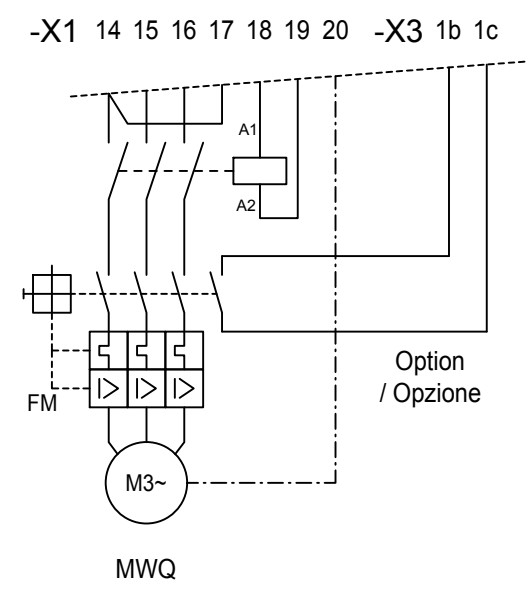 -X1 14 15 16 17 18 19 20 -X3 1b 1c
A1
A2
Option
/ Opzione
FM
I> I> I>
M3~
MWQ